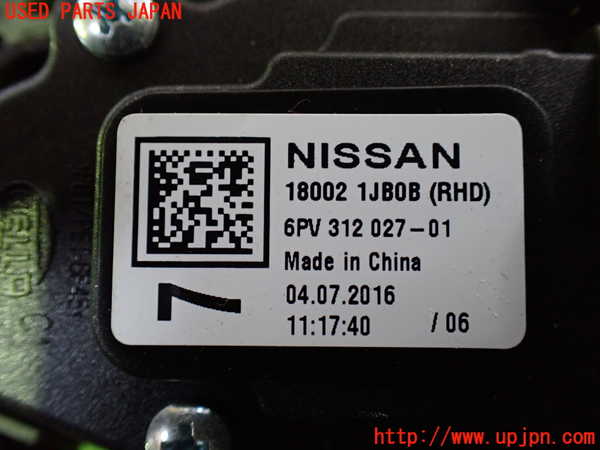 USED PARTS JAPAN
NISSAN
18002 1JB0B (RHD)
6PV 312 027-01
Made in China
7
04.07.2016
11:17:40 /06
http://www.upjpn.com/